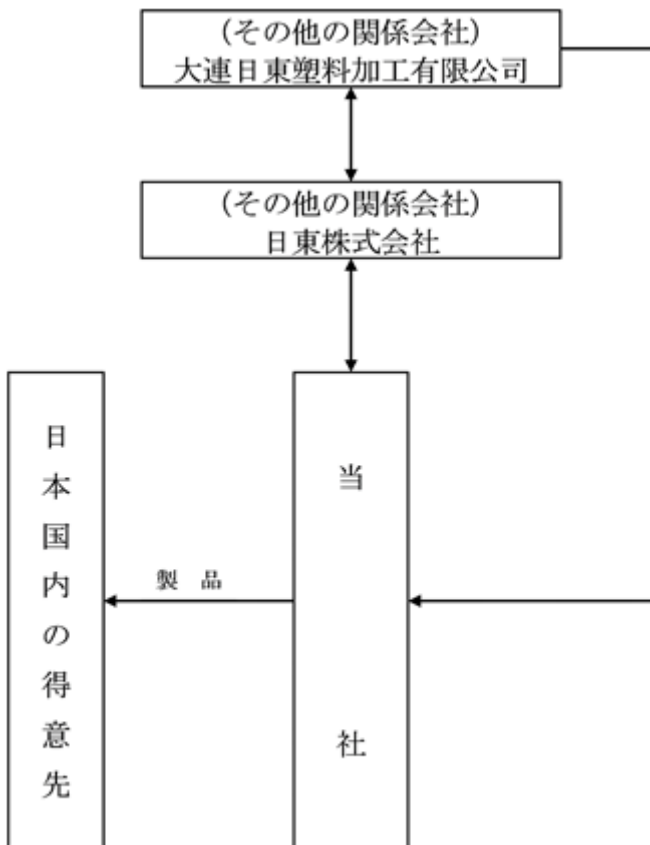 (その他の関係会社)
大連日東塑料加工有限公司
(その他の関係会社)
日東株式会社
日本国内の得意先
製 品
当 社